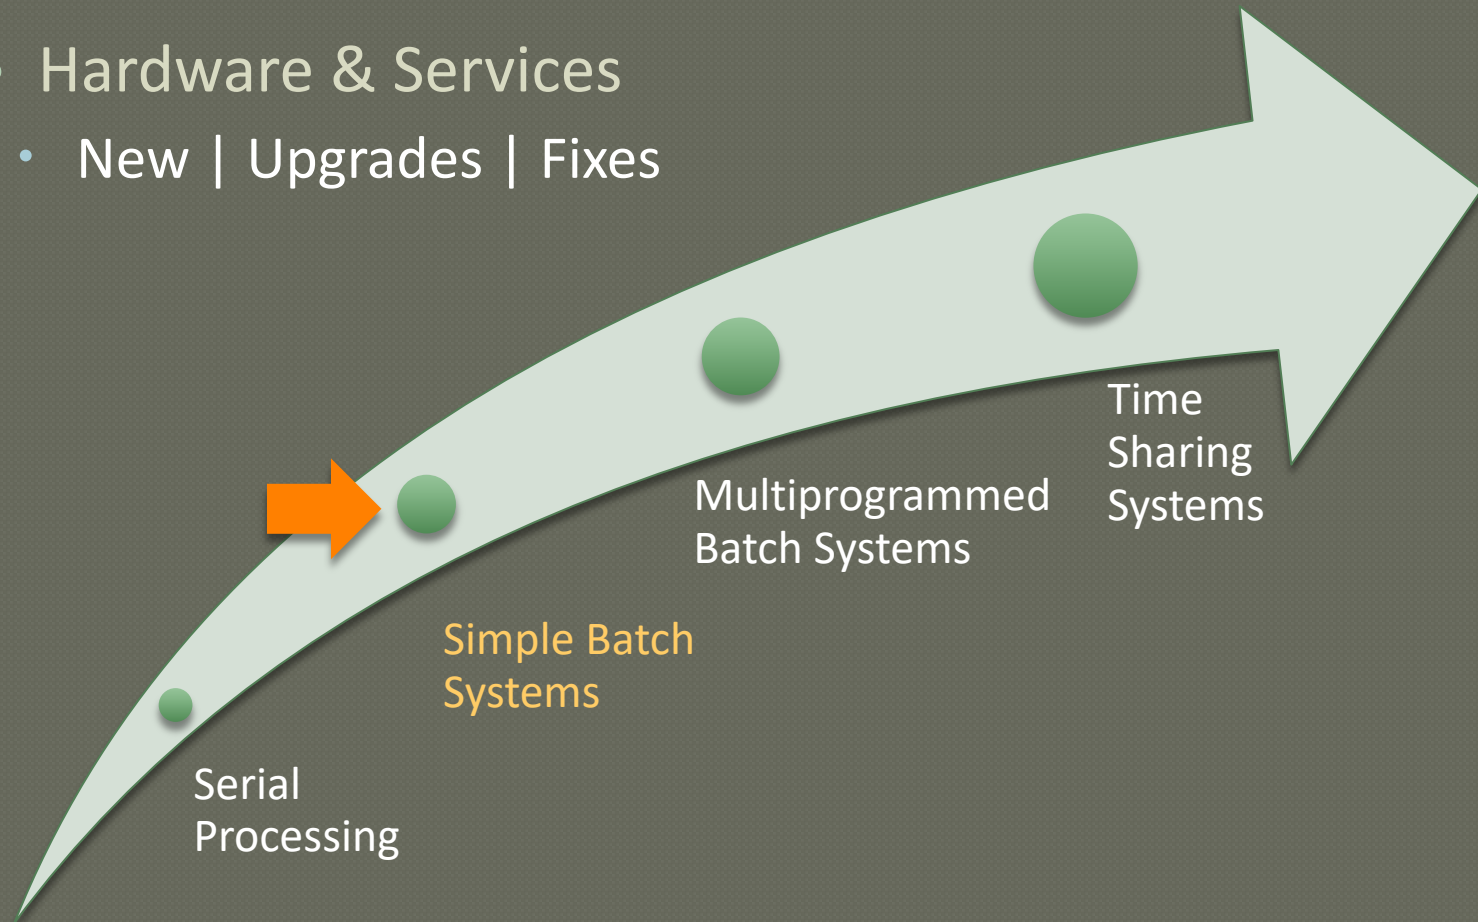 Hardware & Services
New | Upgrades | Fixes
Time
Sharing
Systems
Multiprogrammed
Batch Systems
Simple Batch
Systems
Serial
Processing